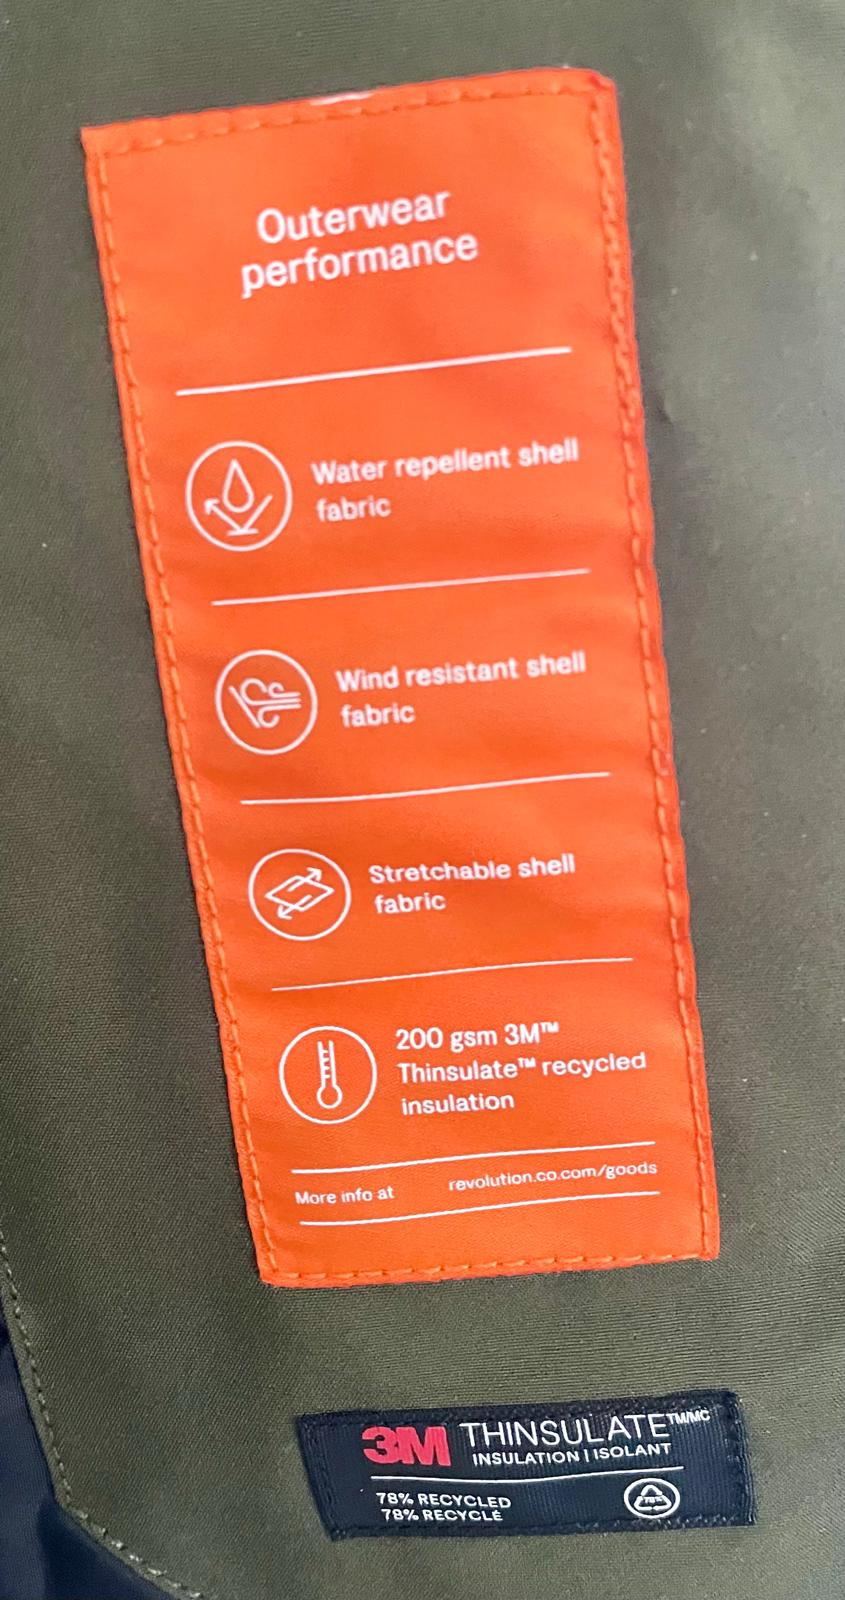 Outerwear
performance
Water repellent shell
fabric
Wind resistant shell
fabric
Stretchable shell
fabric
200 gsm 3M™
Thinsulate™ recycled
insulation
More info at revolution.co.com/goods
3M THINSULATE™/MC
INSULATION | ISOLANT
78% RECYCLED
78% RECYCLÉ
78%